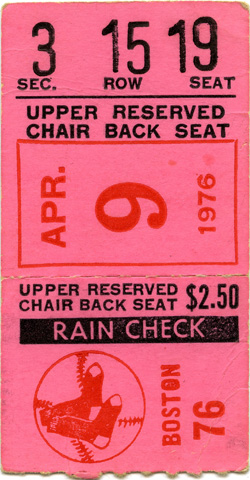 3 15 19
SEC. ROW SEAT
UPPER RESERVED
CHAIR BACK SEAT
APR. 9 1976
UPPER RESERVED
CHAIR BACK SEAT $2.50
RAIN CHECK
BOSTON
76